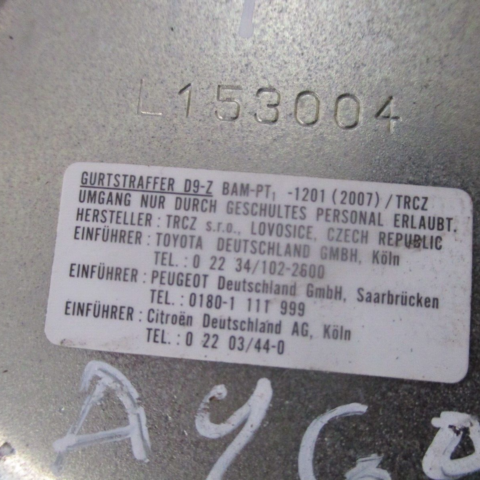 L153004
GURTSTRAFFER D9-Z BAM-PT₁ -1201 (2007)/TRCZ
UMGANG NUR DURCH GESCHULTES PERSONAL ERLAUBT.
HERSTELLER : TRCZ s.r.o., LOVOSICE, CZECH REPUBLIC
EINFÜHRER : TOYOTA DEUTSCHLAND GMBH, Köln
TEL.: 0 22 34/102-2600
EINFÜHRER : PEUGEOT Deutschland GmbH, Saarbrücken
TEL.: 0180-1 11T 999
EINFÜHRER : Citroën Deutschland AG, Köln
TEL.: 0 22 03/44-0
AYGO